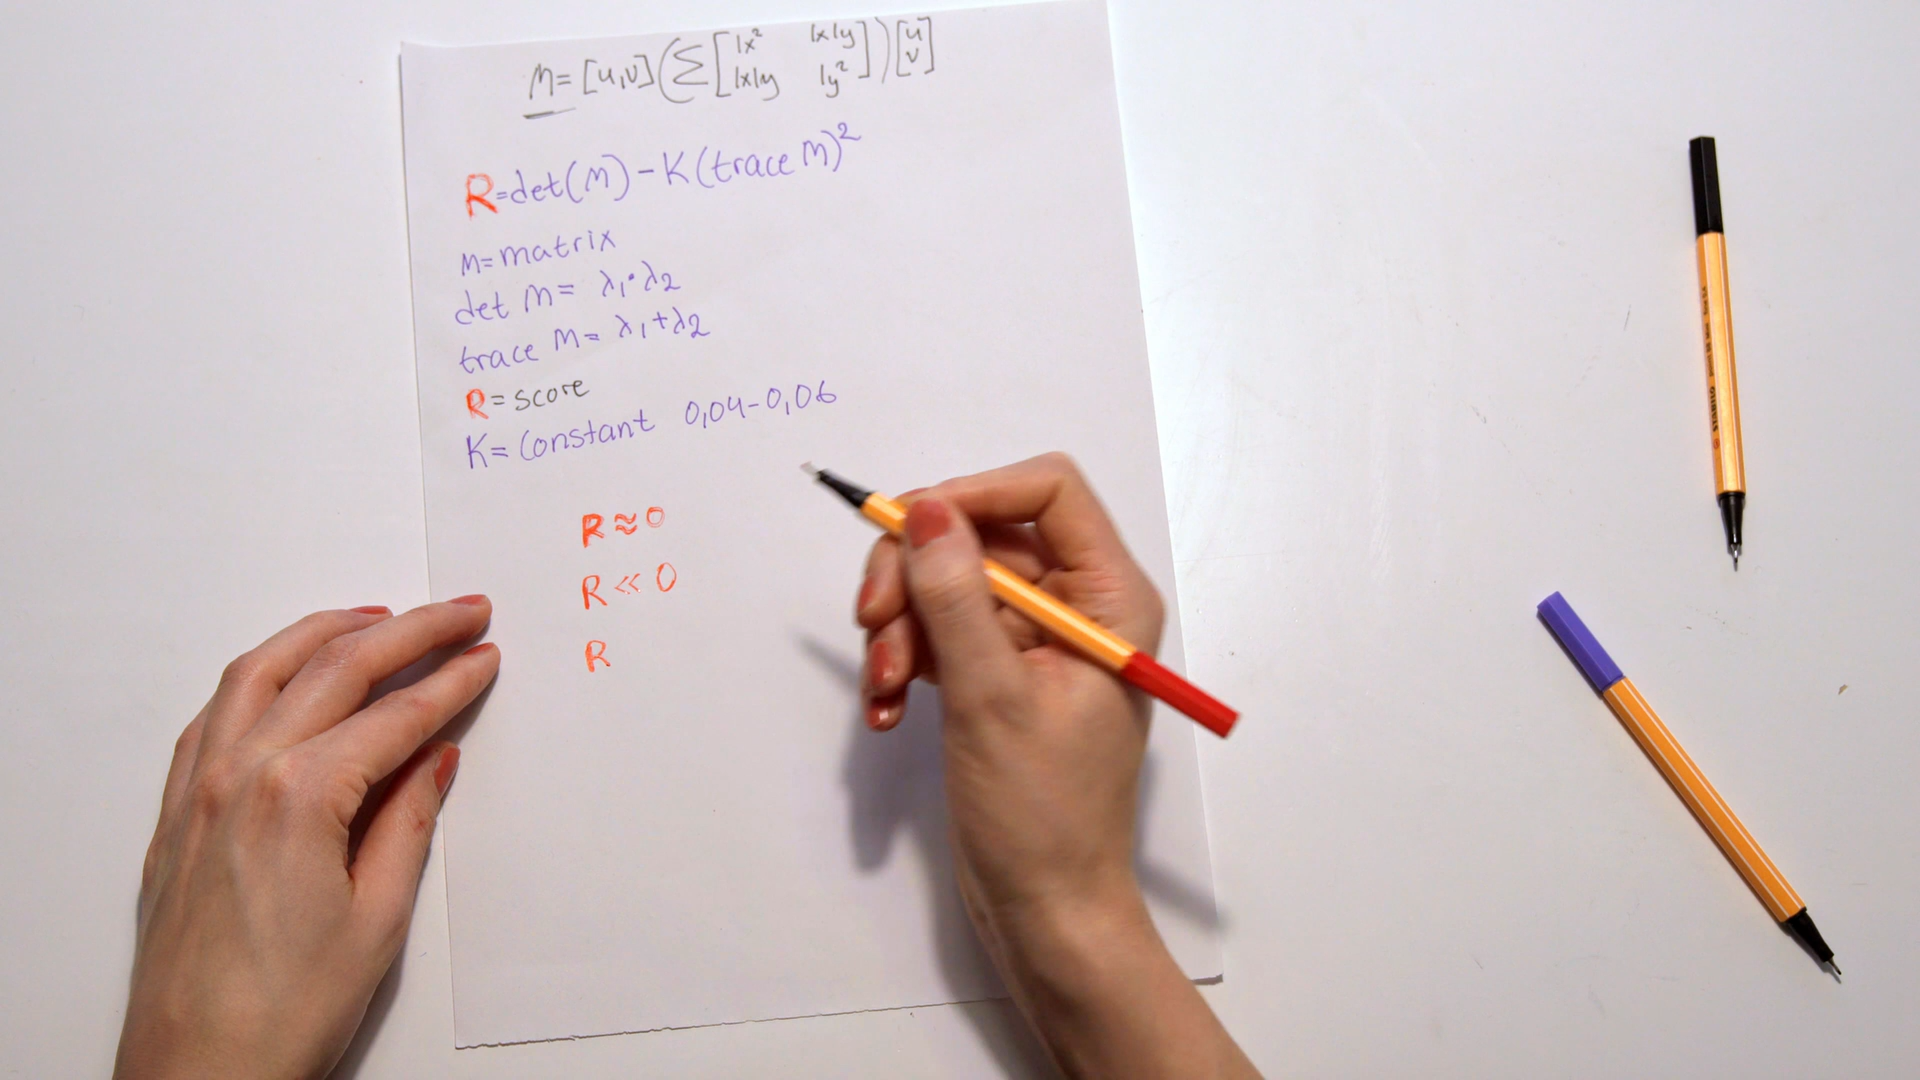 M= [u,v] (Σ [Ix² IxIy
IxIy Iy²]) [u
v]
R=det(M)-K(trace M)²
M=matrix
det M= λ₁·λ₂
trace M= λ₁+λ₂
R=score
K= Constant 0,04-0,06
R≈0
R≪0
R